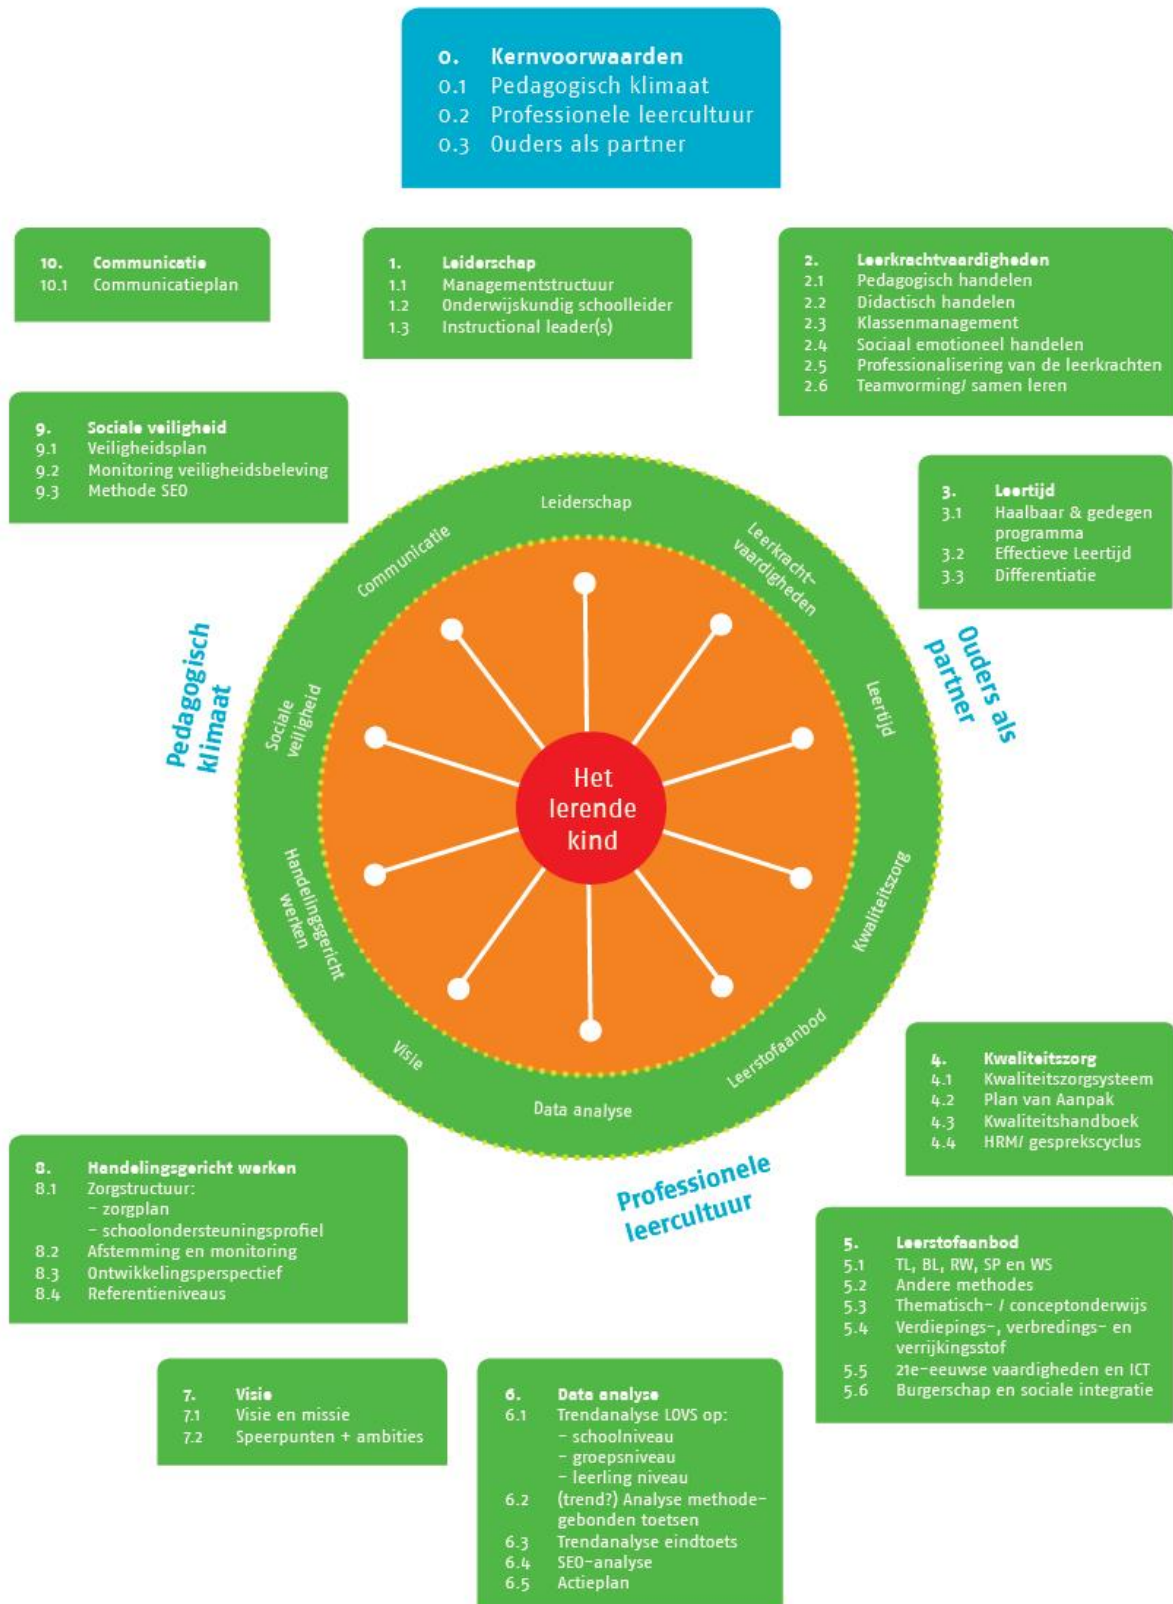 0. Kernvoorwaarden
0.1 Pedagogisch klimaat
0.2 Professionele leercultuur
0.3 Ouders als partner
10. Communicatie
10.1 Communicatieplan
1. Leiderschap
1.1 Managementstructuur
1.2 Onderwijskundig schoolleider
1.3 Instructional leader(s)
2. Leerkrachtvaardigheden
2.1 Pedagogisch handelen
2.2 Didactisch handelen
2.3 Klassenmanagement
2.4 Sociaal emotioneel handelen
2.5 Professionalisering van de leerkrachten
2.6 Teamvorming/ samen leren
9. Sociale veiligheid
9.1 Veiligheidsplan
9.2 Monitoring veiligheidsbeleving
9.3 Methode SEO
3. Leertijd
3.1 Haalbaar & gedegen
programma
3.2 Effectieve Leertijd
3.3 Differentiatie
Leiderschap
Leerkracht-
vaardigheden
Leertijd
Kwaliteitszorg
Leerstofaanbod
Data analyse
Visie
Handelingsgericht
werken
Sociale
veiligheid
Communicatie
Het
lerende
kind
Pedagogisch
klimaat
Ouders als
partner
Professionele
leercultuur
4. Kwaliteitszorg
4.1 Kwaliteitszorgsysteem
4.2 Plan van Aanpak
4.3 Kwaliteitshandboek
4.4 HRM/ gesprekscyclus
8. Handelingsgericht werken
8.1 Zorgstructuur:
- zorgplan
- schoolondersteuningsprofiel
8.2 Afstemming en monitoring
8.3 Ontwikkelingsperspectief
8.4 Referentieniveaus
5. Leerstofaanbod
5.1 TL, BL, RW, SP en WS
5.2 Andere methodes
5.3 Thematisch- / conceptonderwijs
5.4 Verdiepings-, verbredings- en
verrijkingsstof
5.5 21e-eeuwse vaardigheden en ICT
5.6 Burgerschap en sociale integratie
7. Visie
7.1 Visie en missie
7.2 Speerpunten + ambities
6. Data analyse
6.1 Trendanalyse LOVS op:
- schoolniveau
- groepsniveau
- leerling niveau
6.2 (trend?) Analyse methode-
gebonden toetsen
6.3 Trendanalyse eindtoets
6.4 SEO-analyse
6.5 Actieplan